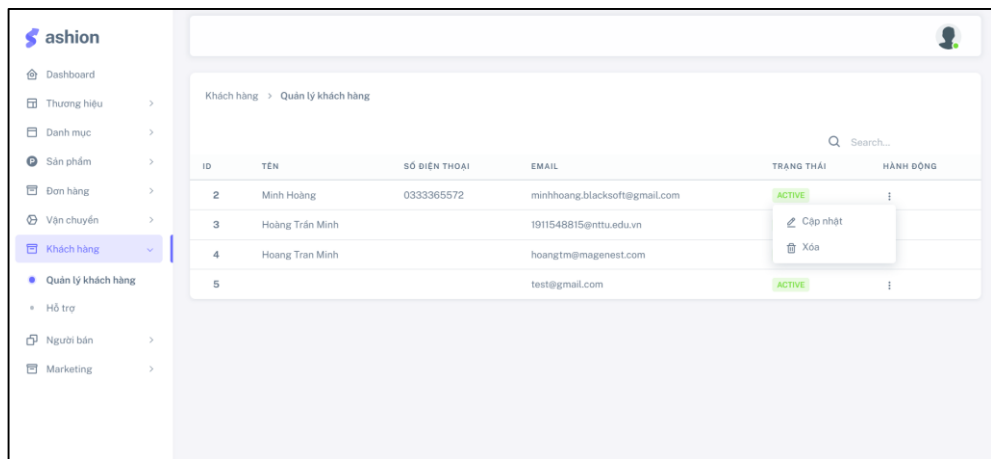 ashion
Dashboard
Thương hiệu
Danh mục
Sản phẩm
Đơn hàng
Vận chuyển
Khách hàng
Quản lý khách hàng
Hỗ trợ
Người bán
Marketing
Khách hàng > Quản lý khách hàng
Search...
ID TÊN SỐ ĐIỆN THOẠI EMAIL TRẠNG THÁI HÀNH ĐỘNG
2 Minh Hoàng 0333365572 minhhoang.blacksoft@gmail.com ACTIVE
3 Hoàng Trần Minh 1911548815@nttu.edu.vn
4 Hoang Tran Minh hoangtm@magenest.com
5 test@gmail.com ACTIVE
Cập nhật
Xóa